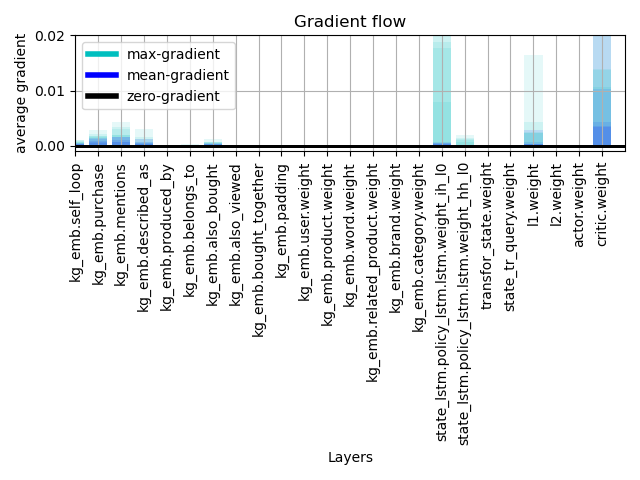 Gradient flow
average gradient
0.02
0.01
0.00
max-gradient
mean-gradient
zero-gradient
kg_emb.self_loop
kg_emb.purchase
kg_emb.mentions
kg_emb.described_as
kg_emb.produced_by
kg_emb.belongs_to
kg_emb.also_bought
kg_emb.also_viewed
kg_emb.bought_together
kg_emb.padding
kg_emb.user.weight
kg_emb.product.weight
kg_emb.word.weight
kg_emb.related_product.weight
kg_emb.brand.weight
kg_emb.category.weight
state_lstm.policy_lstm.lstm.weight_ih_l0
state_lstm.policy_lstm.lstm.weight_hh_l0
transfor_state.weight
state_tr_query.weight
l1.weight
l2.weight
actor.weight
critic.weight
Layers